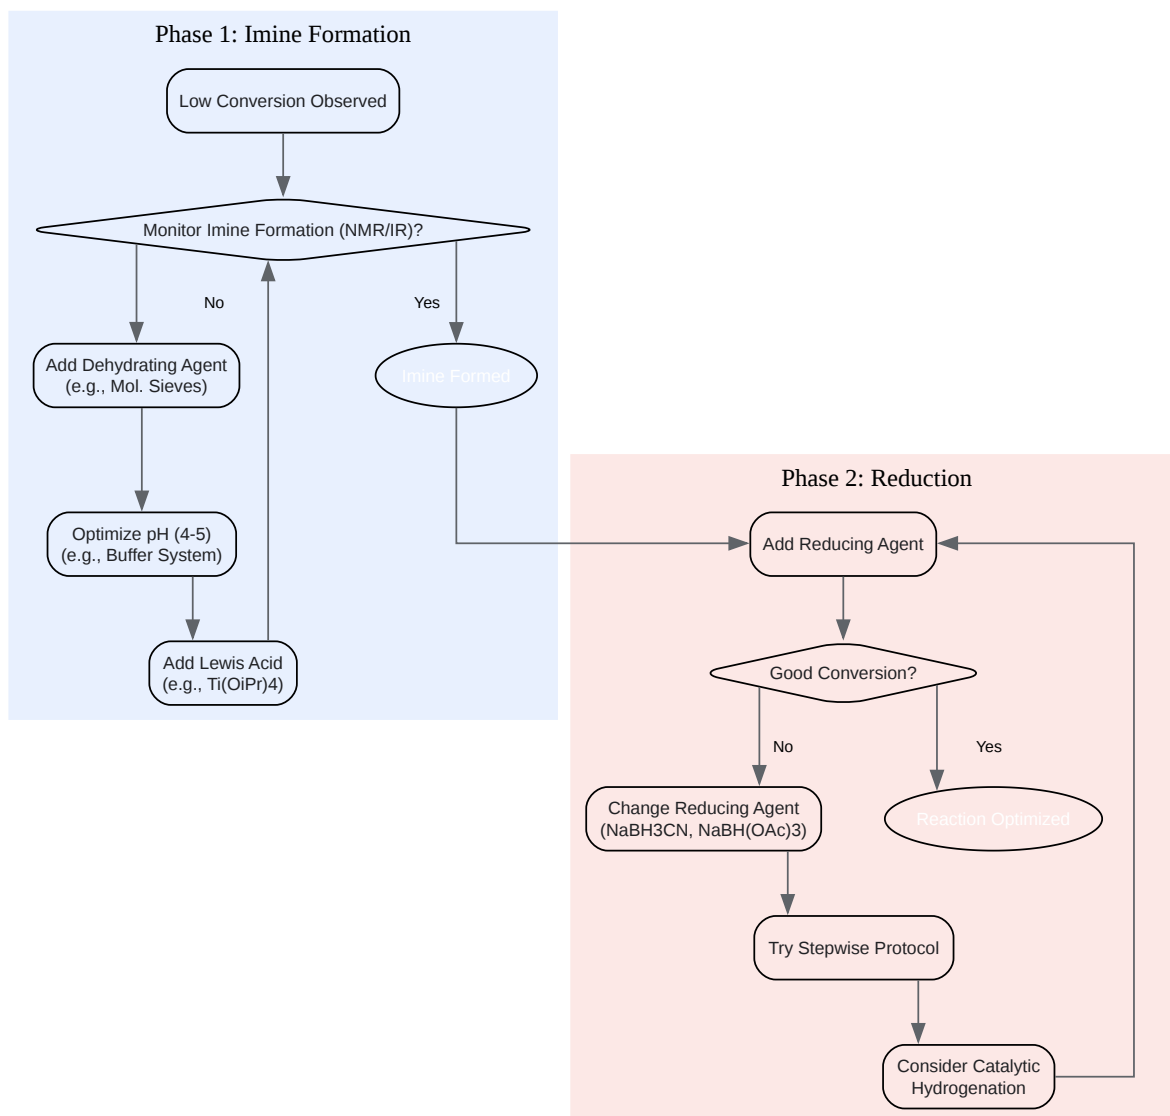 Phase 1: Imine Formation
Low Conversion Observed
Monitor Imine Formation (NMR/IR)?
No
Yes
Add Dehydrating Agent
(e.g., Mol. Sieves)
Imine Formed
Optimize pH (4-5)
(e.g., Buffer System)
Add Lewis Acid
(e.g., Ti(OiPr)4)
Phase 2: Reduction
Add Reducing Agent
Good Conversion?
No
Yes
Change Reducing Agent
(NaBH3CN, NaBH(OAc)3)
Reaction Optimized
Try Stepwise Protocol
Consider Catalytic
Hydrogenation